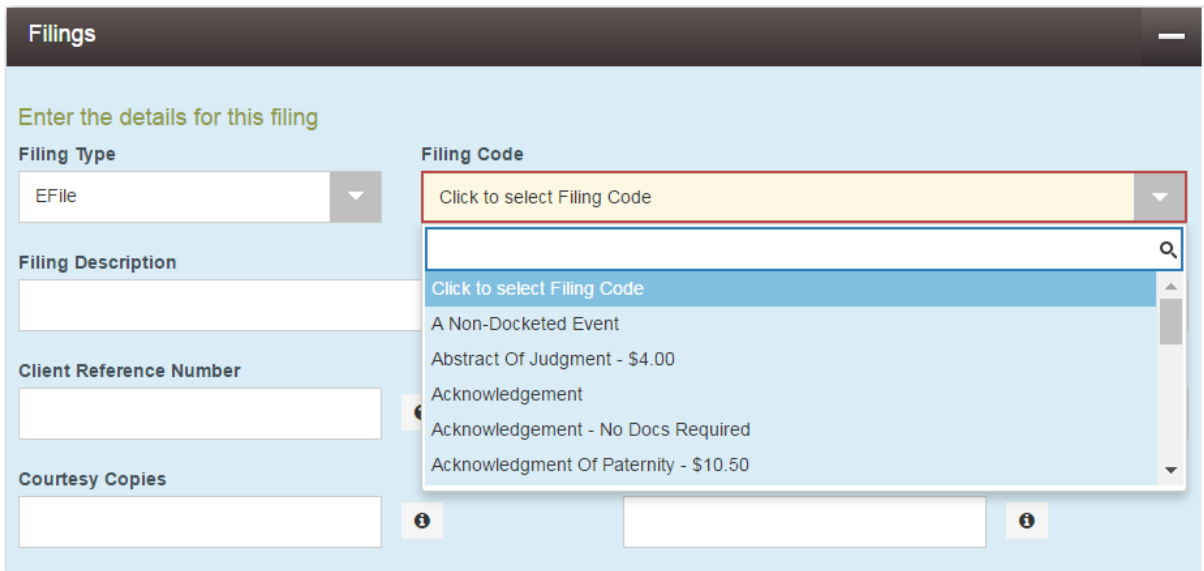 Filings
Enter the details for this filing
Filing Type
Filing Code
EFile
Click to select Filing Code
Filing Description
Click to select Filing Code
A Non-Docketed Event
Abstract Of Judgment - $4.00
Client Reference Number
Acknowledgement
Acknowledgement - No Docs Required
Acknowledgment Of Paternity - $10.50
Courtesy Copies